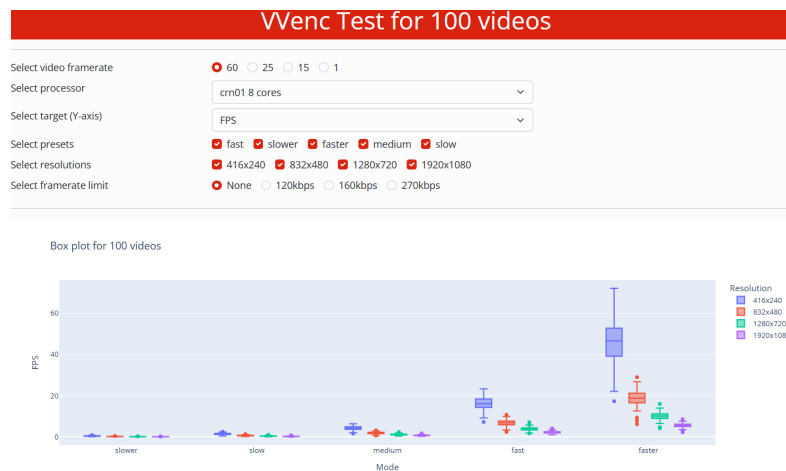 VVenc Test for 100 videos
Select video framerate 60 25 15 1
Select processor crn01 8 cores
Select target (Y-axis) FPS
Select presets fast slower faster medium slow
Select resolutions 416x240 832x480 1280x720 1920x1080
Select framerate limit None 120kbps 160kbps 270kbps
Box plot for 100 videos
Resolution
416x240
832x480
1280x720
1920x108
FPS
60
40
20
0
slower slow medium fast faster
Mode